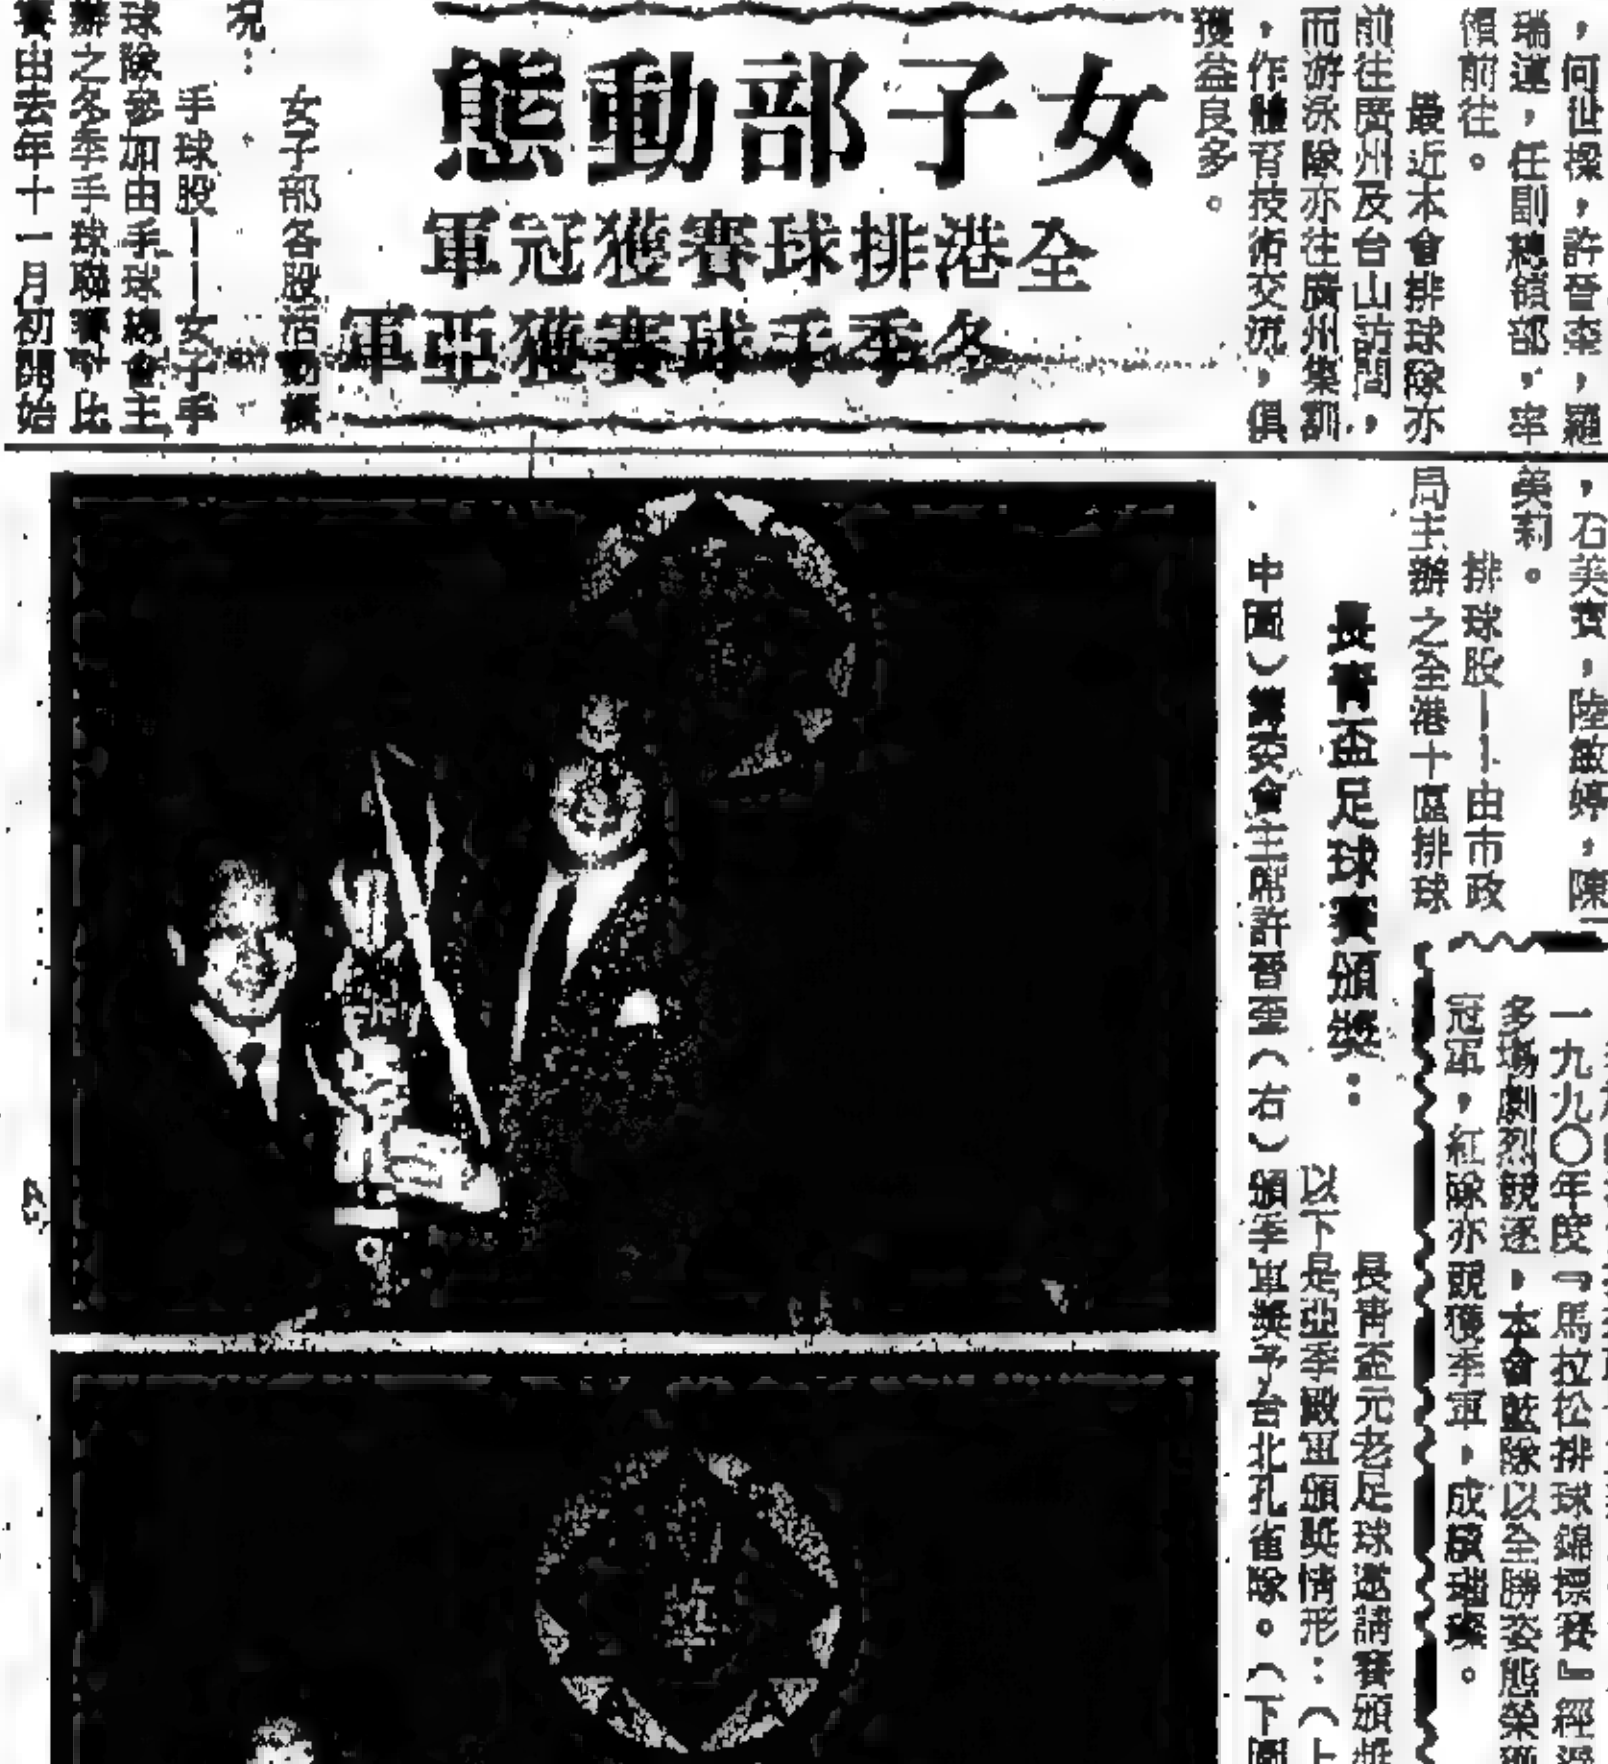 ，何世櫟，許晉奎，羅
瑞蓮，任副總領部，率
領前往。
最近本會排球隊亦
前往廣州及台山訪問，
而游泳隊亦往廣州集訓
，作體育技術交流，俱
獲益良多。
女子部動態
全港排球賽獲冠軍
冬季手球賽獲亞軍
女子部各股活動概
況：
手球股——女子手
球隊參加由手球總會主
辦之冬季手球聯賽，比
賽由去年十一月初開始
，石美寶，陸敏婷，陳
美莉。
排球股——由市政
局主辦之全港十區排球
一九九〇年度『馬拉松排球錦標賽』經過
多場劇烈競逐，本會藍隊以全勝姿態榮獲
冠軍，紅隊亦競獲季軍，成績璀璨。
長青盃足球賽頒獎：
長青盃元老足球邀請賽頒獎
以下是亞季殿軍頒獎情形：（上
中圖）籌委會主席許晉奎（右）頒季軍獎予台北孔雀隊。（下圖